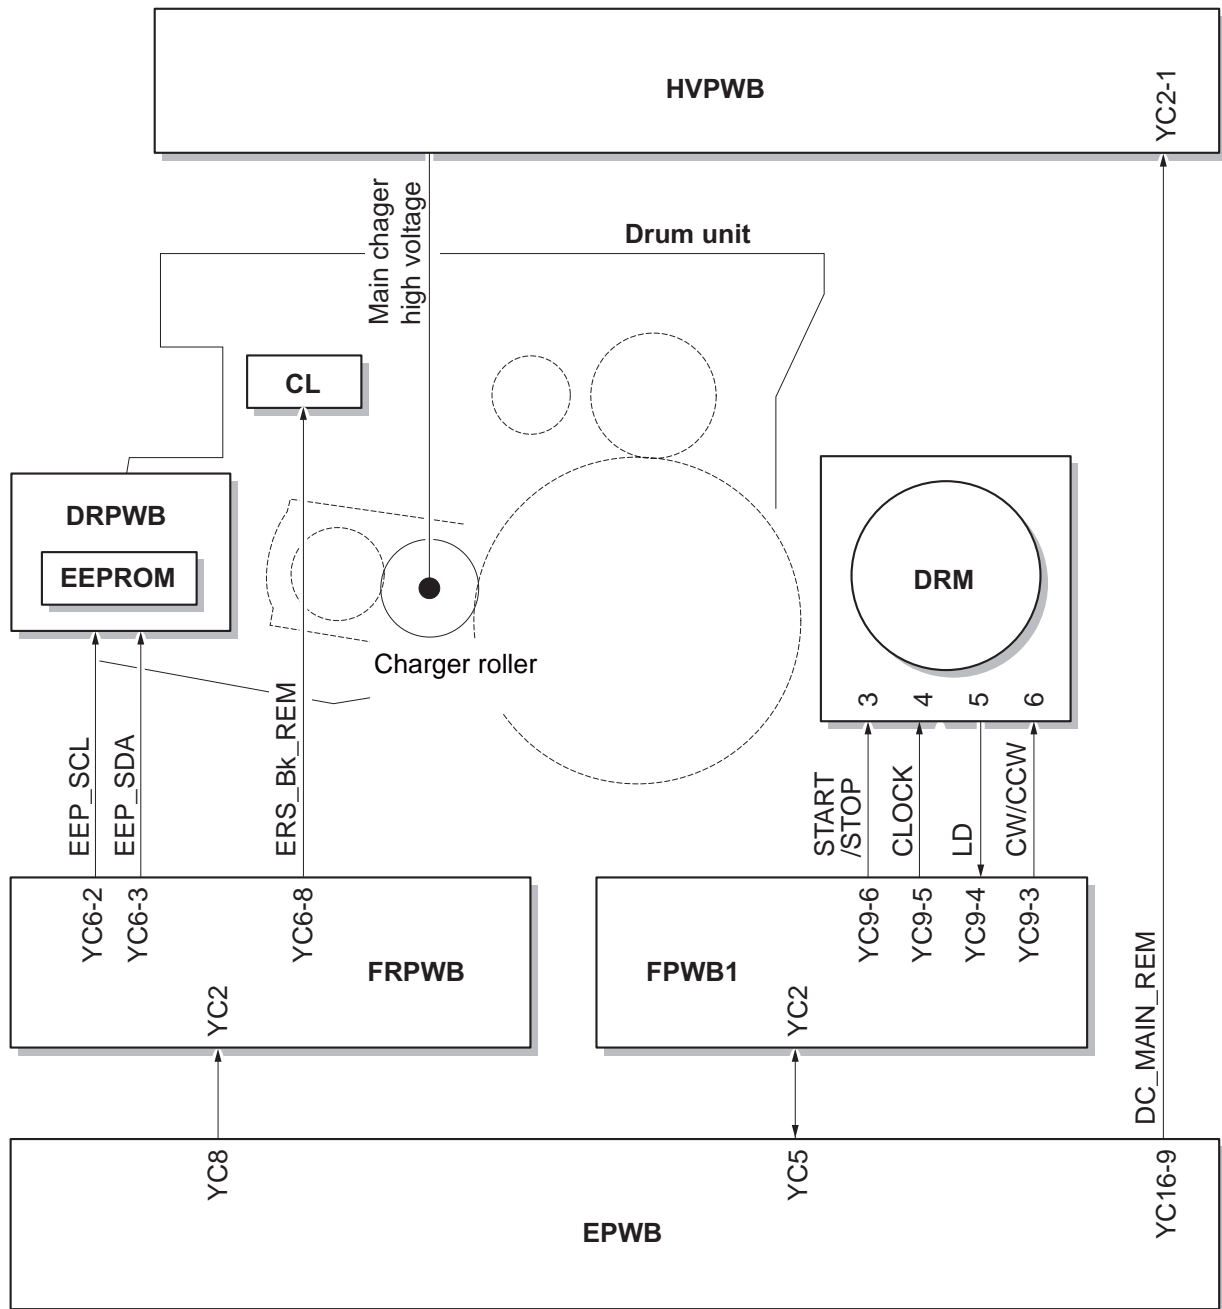 HVPWB
YC2-1
Main chager
high voltage
Drum unit
CL
DRPWB
EEPROM
DRM
Charger roller
3
4
5
6
EEP_SCL
EEP_SDA
ERS_Bk_REM
START
/STOP
CLOCK
LD
CW/CCW
YC6-2
YC6-3
YC6-8
YC9-6
YC9-5
YC9-4
YC9-3
FRPWB
FPWB1
YC2
YC2
DC_MAIN_REM
YC8
YC5
YC16-9
EPWB